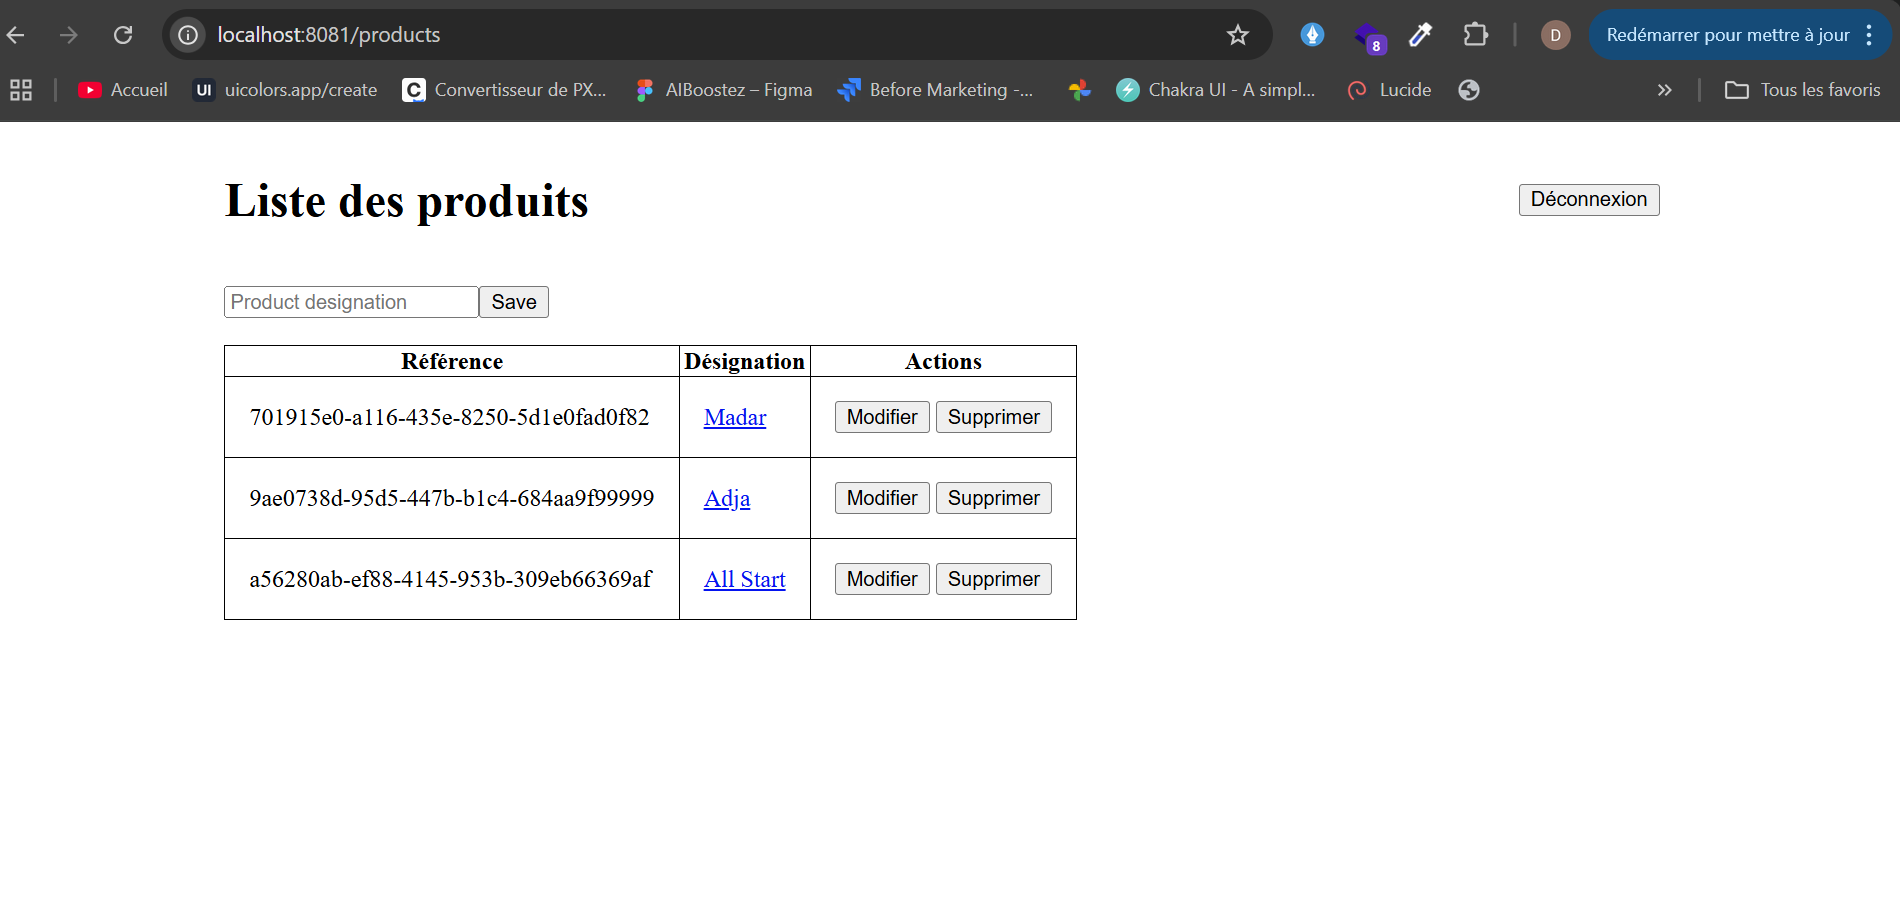 localhost:8081/products
8
D
Redémarrer pour mettre à jour
Accueil
UI uicolors.app/create
C Convertisseur de PX...
AIBoostez – Figma
Before Marketing -...
Chakra UI - A simpl...
Lucide
Tous les favoris
Liste des produits
Déconnexion
Product designation Save
Référence Désignation Actions
701915e0-a116-435e-8250-5d1e0fad0f82 Madar Modifier Supprimer
9ae0738d-95d5-447b-b1c4-684aa9f99999 Adja Modifier Supprimer
a56280ab-ef88-4145-953b-309eb66369af All Start Modifier Supprimer